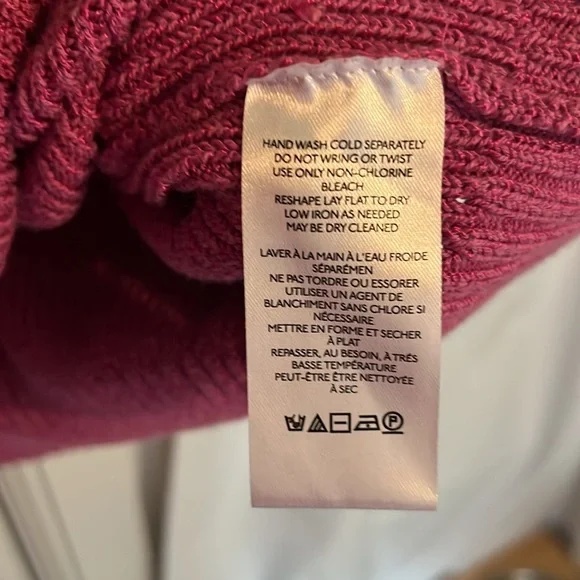 HAND WASH COLD SEPARATELY
DO NOT WRING OR TWIST
USE ONLY NON-CHLORINE
BLEACH
RESHAPE LAY FLAT TO DRY
LOW IRON AS NEEDED
MAY BE DRY CLEANED
LAVER À LA MAIN À L'EAU FROIDE
SÉPARÉMEN
NE PAS TORDRE OU ESSORER
UTILISER UN AGENT DE
BLANCHIMENT SANS CHLORE SI
NÉCESSAIRE
METTRE EN FORME ET SECHER
À PLAT
REPASSER, AU BESOIN, À TRÉS
BASSE TEMPÉRATURE
PEUT-ÊTRE ÊTRE NETTOYÉE
À SEC
P